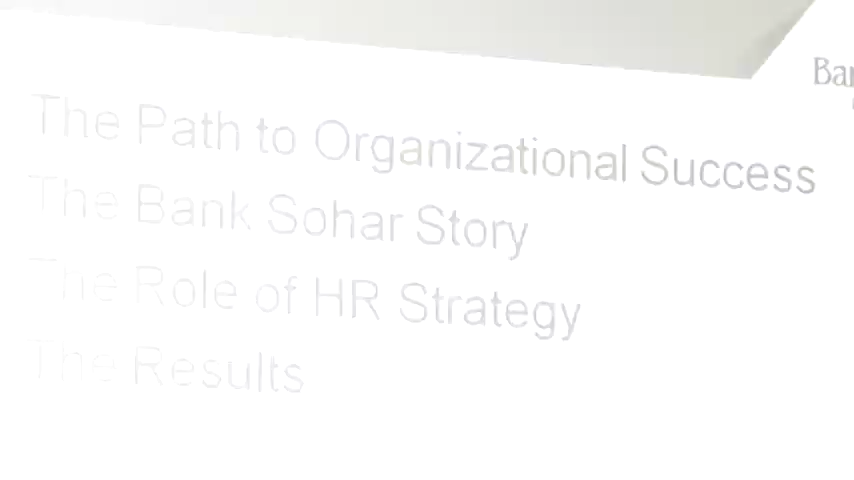 The Path to Organizational Success
The Bank Sohar Story
The Role of HR Strategy
The Results